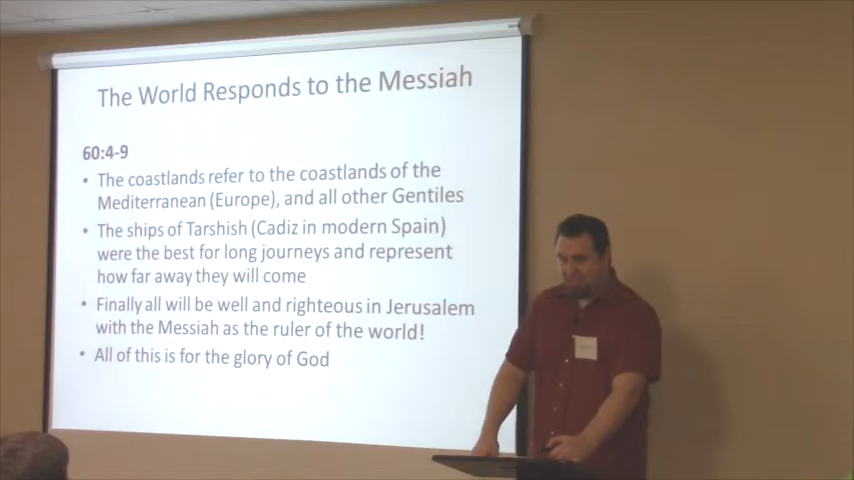 The World Responds to the Messiah
60:4-9
• The coastlands refer to the coastlands of the
Mediterranean (Europe), and all other Gentiles
• The ships of Tarshish (Cadiz in modern Spain)
were the best for long journeys and represent
how far away they will come
• Finally all will be well and righteous in Jerusalem
with the Messiah as the ruler of the world!
• All of this is for the glory of God